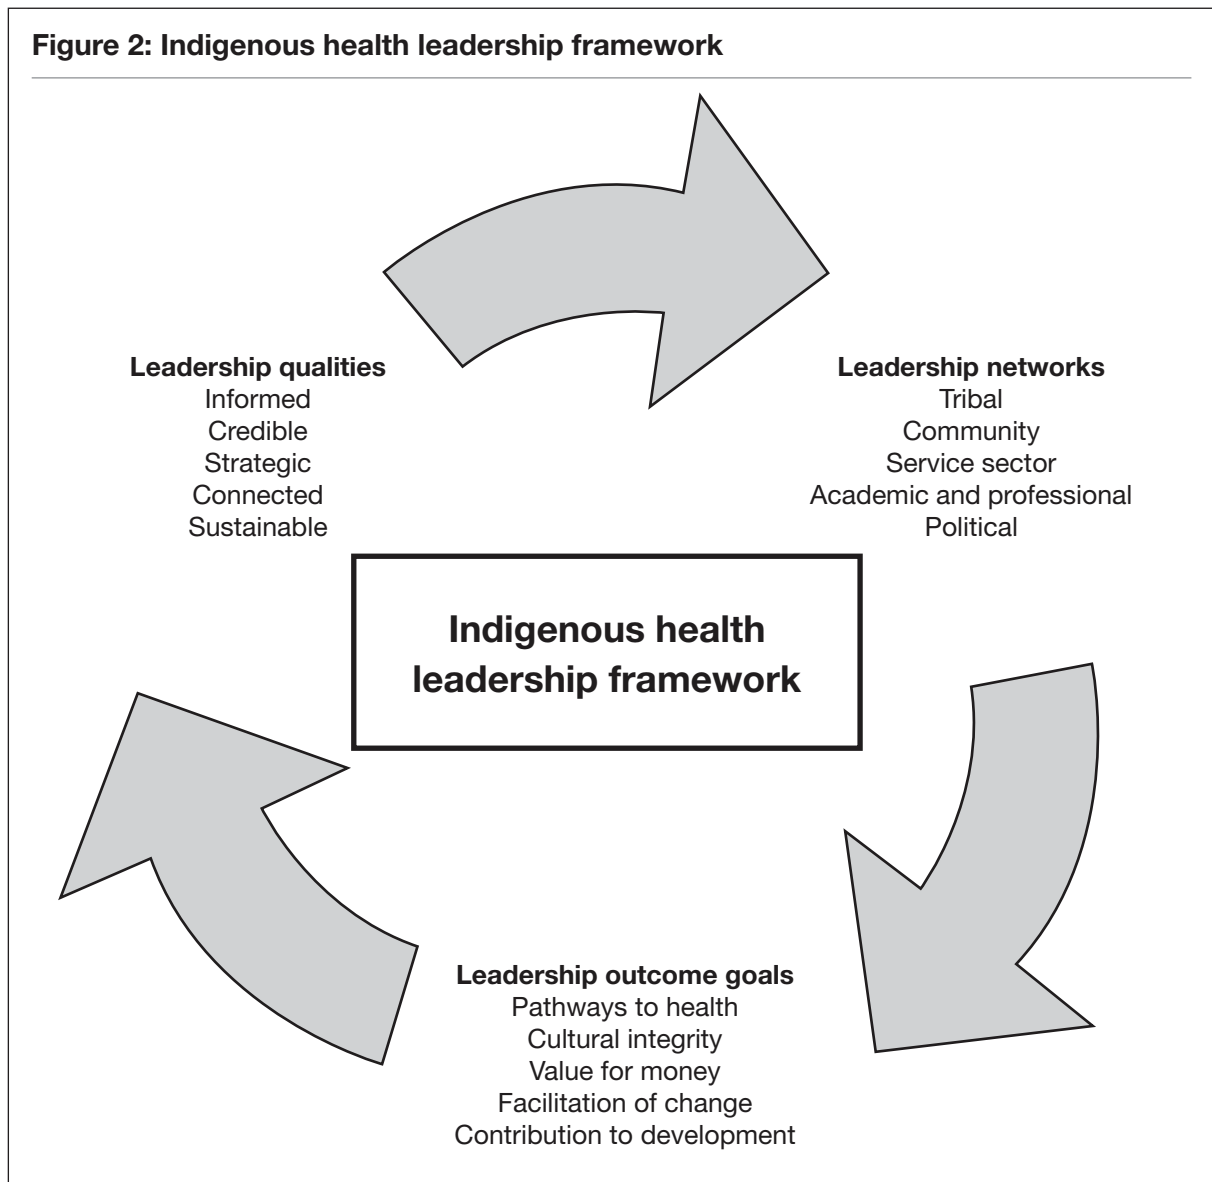 Figure 2: Indigenous health leadership framework
Leadership qualities
Informed
Credible
Strategic
Connected
Sustainable
Leadership networks
Tribal
Community
Service sector
Academic and professional
Political
Indigenous health
leadership framework
Leadership outcome goals
Pathways to health
Cultural integrity
Value for money
Facilitation of change
Contribution to development